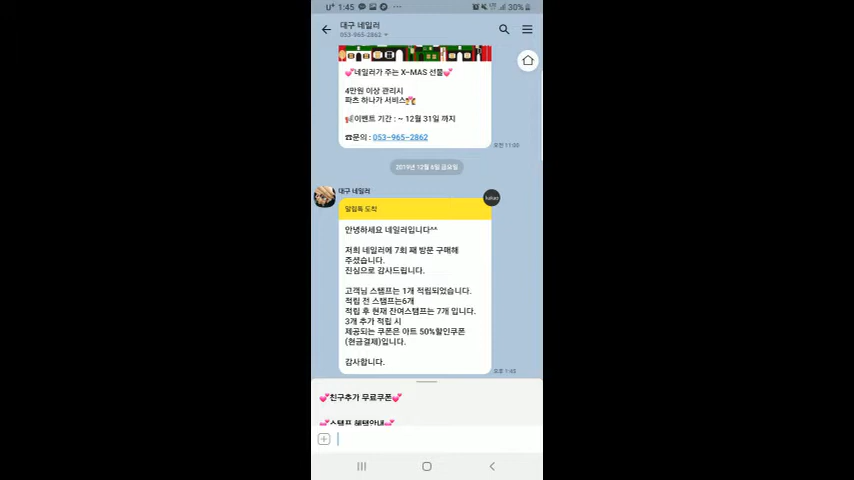 U+ 1:45
30%
대구 네일러
053-965-2862
💕네일러가 주는 X-MAS 선물💕
4만원 이상 관리시
파츠 하나가 서비스
📢이벤트 기간 : ~ 12월 31일 까지
☎문의 : 053-965-2862
오전 11:00
2019년 12월 6일 금요일
대구 네일러
알림톡 도착
kakao
안녕하세요 네일러입니다^^
저희 네일러에 7회 째 방문 구매해
주셨습니다.
진심으로 감사드립니다.
고객님 스탬프는 1개 적립되었습니다.
적립 전 스탬프는6개
적립 후 현재 잔여스탬프는 7개 입니다.
3개 추가 적립 시
제공되는 쿠폰은 아트 50%할인쿠폰
(현금결제)입니다.
감사합니다.
오후 1:45
💕친구추가 무료쿠폰💕
💕스탬프 혜택안내💕